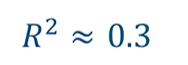 R² ≈ 0.3